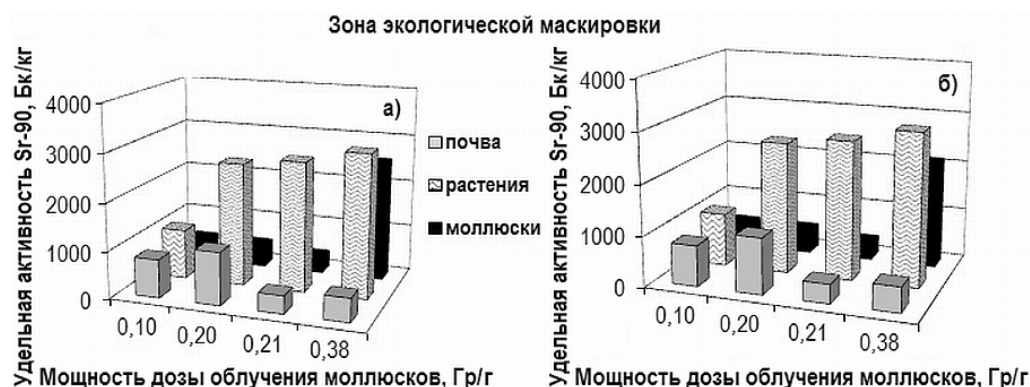 Зона экологической маскировки
Удельная активность Sr-90, Бк/кг
4000
3000
2000
1000
0
а)
0,10
0,20
0,21
0,38
Мощность дозы облучения моллюсков, Гр/г
почва
растения
моллюски
Удельная активность Sr-90, Бк/кг
4000
3000
2000
1000
0
б)
0,10
0,20
0,21
0,38
Мощность дозы облучения моллюсков, Гр/г